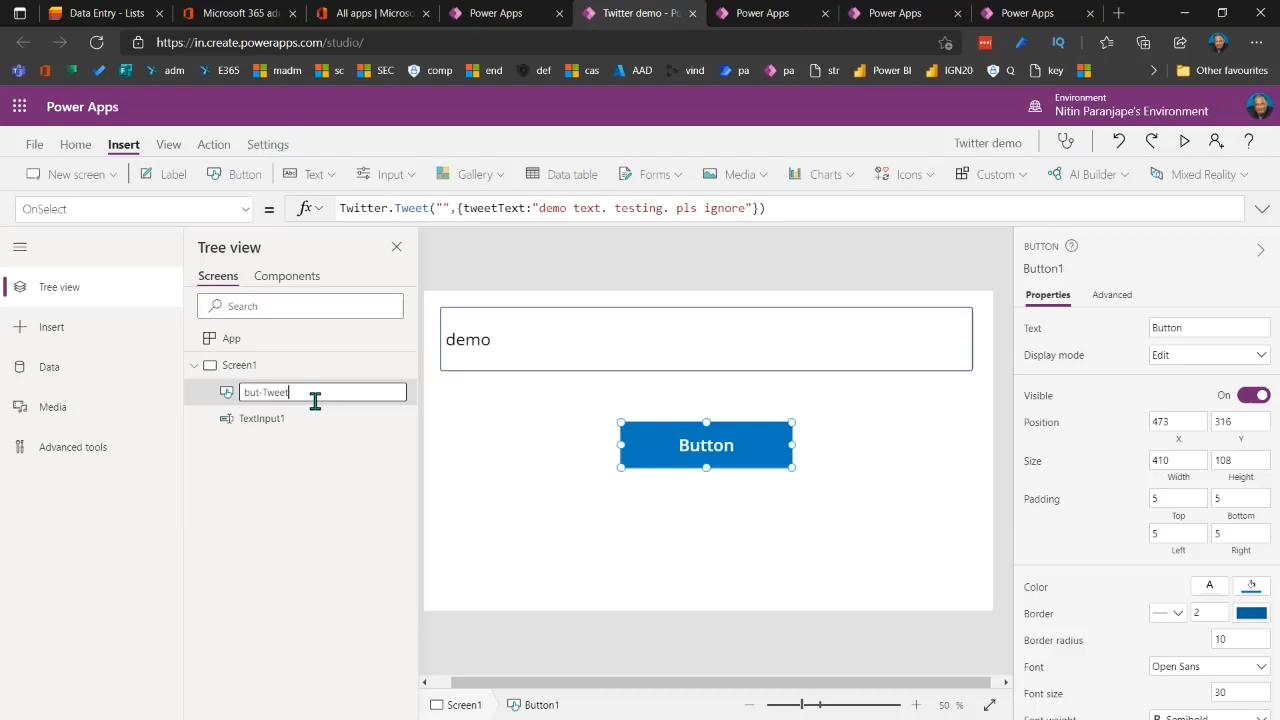 Data Entry - Lists
Microsoft 365 ad
All apps | Micros
Power Apps
Twitter demo - Po
Power Apps
Power Apps
Power Apps
https://in.create.powerapps.com/studio/
IQ
adm
E365
madm
sc
SEC
comp
end
def
cas
AAD
vind
pa
pa
str
Power BI
IGN20
Q
key
Other favourites
Power Apps
Environment
Nitin Paranjape's Environment
File
Home
Insert
View
Action
Settings
Twitter demo
New screen
Label
Button
Text
Input
Gallery
Data table
Forms
Media
Charts
Icons
Custom
AI Builder
Mixed Reality
OnSelect
=
fx
Twitter.Tweet("",{tweetText:"demo text. testing. pls ignore"})
Tree view
Insert
Data
Media
Advanced tools
Tree view
Screens
Components
Search
App
Screen1
but-Tweet
TextInput1
demo
Button
BUTTON
Button1
Properties
Advanced
Text
Button
Display mode
Edit
Visible
On
Position
473
316
X
Y
Size
410
108
Width
Height
Padding
5
5
Top
Bottom
5
5
Left
Right
Color
A
Border
2
Border radius
10
Font
Open Sans
Font size
30
Screen1
Button1
50 %